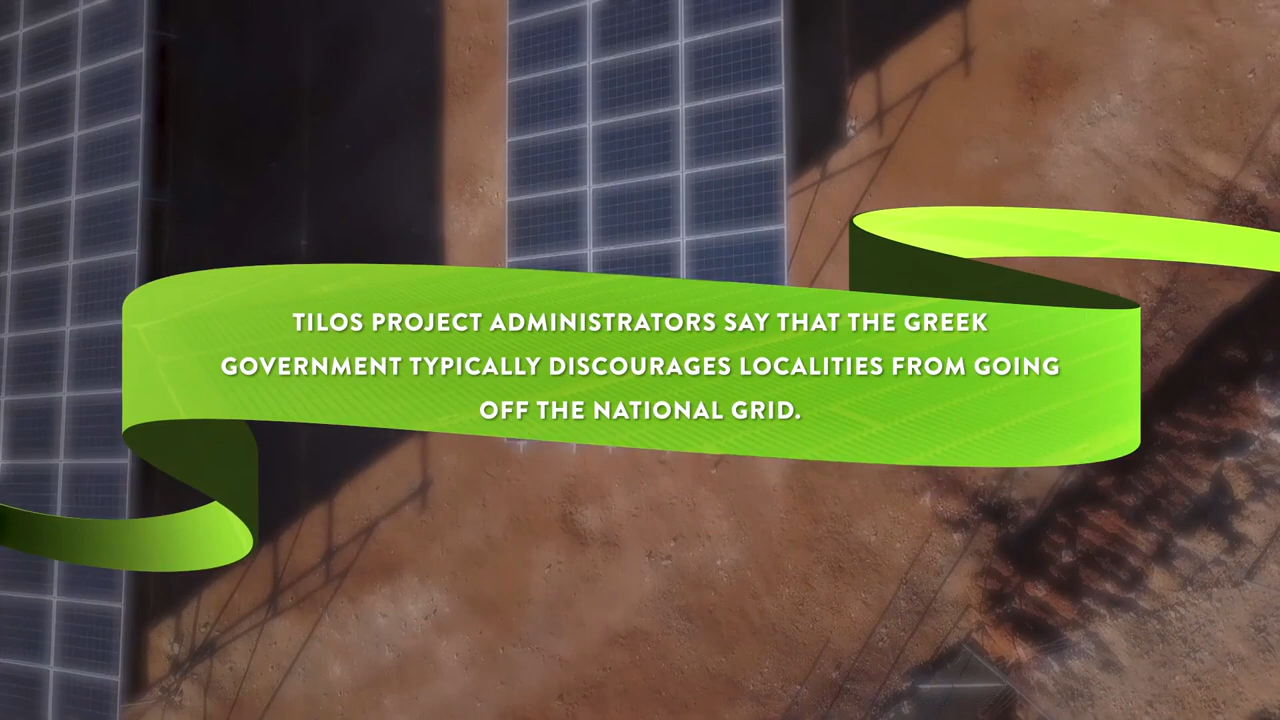 TILOS PROJECT ADMINISTRATORS SAY THAT THE GREEK
GOVERNMENT TYPICALLY DISCOURAGES LOCALITIES FROM GOING
OFF THE NATIONAL GRID.